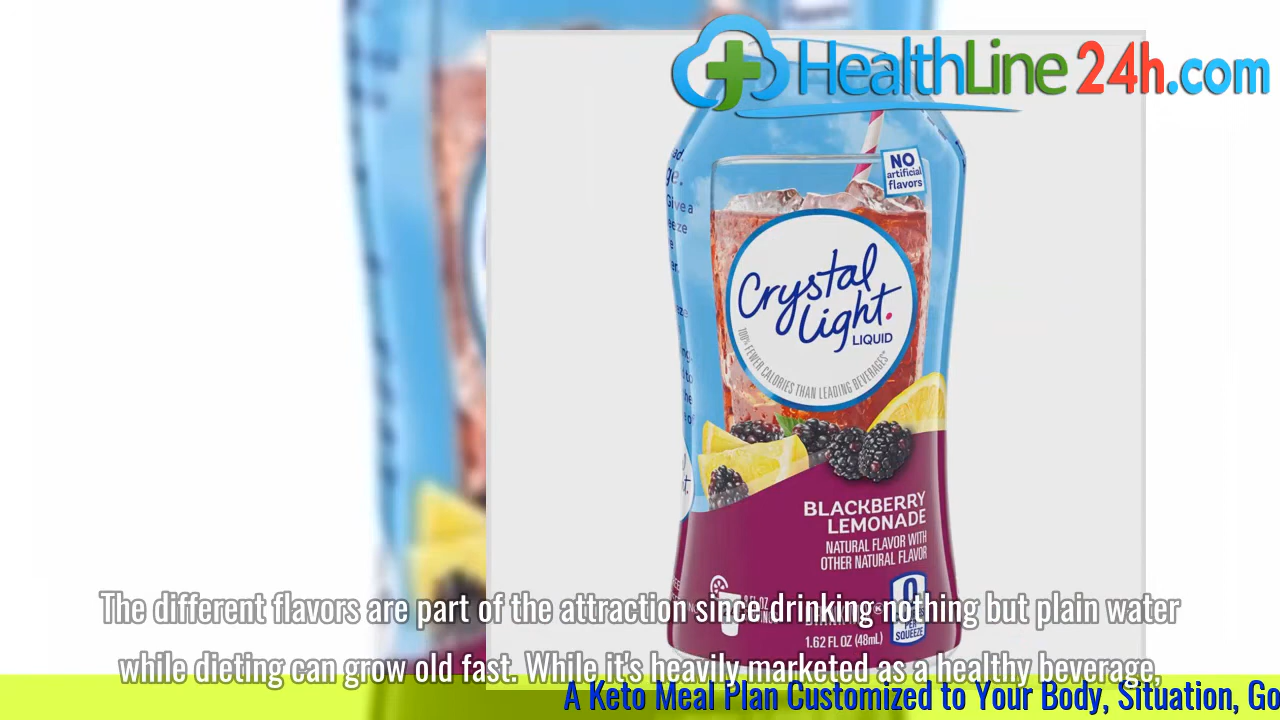 HealthLine24h.com
NO
artificial
flavors
Give a
Crystal
Light.
LIQUID
100% FEWER CALORIES THAN LEADING BEVERAGES*
BLACKBERRY
LEMONADE
NATURAL FLAVOR WITH
OTHER NATURAL FLAVOR
0
PER
SQUEEZE
1.62 FL OZ (48mL)
The different flavors are part of the attraction since drinking nothing but plain water
while dieting can grow old fast. While it's heavily marketed as a healthy beverage,
A Keto Meal Plan Customized to Your Body, Situation, Go